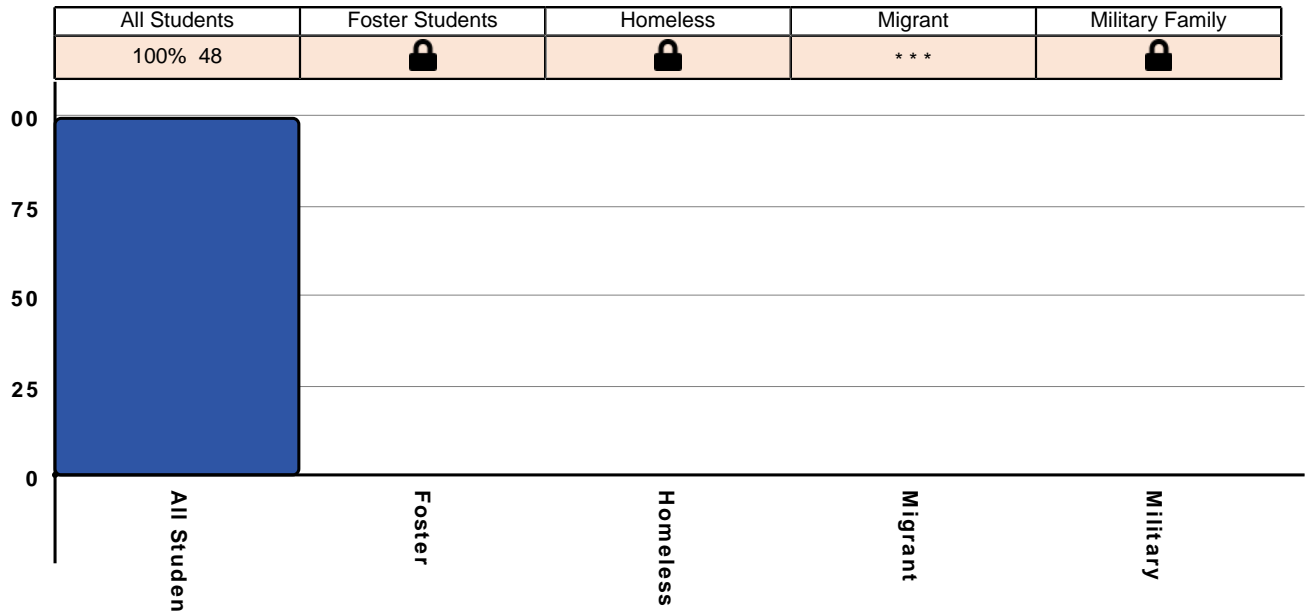 All Students Foster Students Homeless Migrant Military Family
100% 48 * * *
00
75
50
25
0
All Studen
Foster
Homeless
Migrant
Military